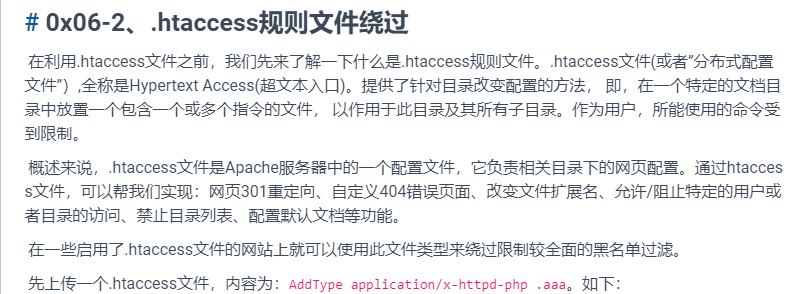 # 0x06-2、.htaccess规则文件绕过
在利用.htaccess文件之前，我们先来了解一下什么是.htaccess规则文件。.htaccess文件(或者”分布式配置
文件”）,全称是Hypertext Access(超文本入口)。提供了针对目录改变配置的方法， 即，在一个特定的文档目
录中放置一个包含一个或多个指令的文件， 以作用于此目录及其所有子目录。作为用户，所能使用的命令受
到限制。
概述来说，.htaccess文件是Apache服务器中的一个配置文件，它负责相关目录下的网页配置。通过htacces
s文件，可以帮我们实现：网页301重定向、自定义404错误页面、改变文件扩展名、允许/阻止特定的用户或
者目录的访问、禁止目录列表、配置默认文档等功能。
在一些启用了.htaccess文件的网站上就可以使用此文件类型来绕过限制较全面的黑名单过滤。
先上传一个.htaccess文件，内容为：AddType application/x-httpd-php .aaa。如下：